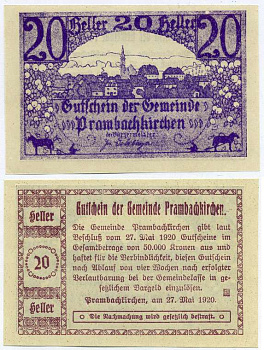 Heller 20 Heller
20 20
Gutschein der Gemeinde
Prambachkirchen
Heller
20
Heller
Gutschein der Gemeinde Prambachkirchen.
Die Gemeinde Prambachkirchen gibt laut
Beschluß vom 27. Mai 1920 Gutscheine im
Gesamtbetrage von 50.000 Kronen aus und
haftet für die Verbindlichkeit, diesen Gutschein
nach Ablauf von vier Wochen nach erfolgter
Verlautbarung bei der Gemeindekasse in ge-
setzlichem Bargeld einzulösen.
Prambachkirchen, am 27. Mai 1920.
Die Nachmachung wird gesetzlich bestraft.